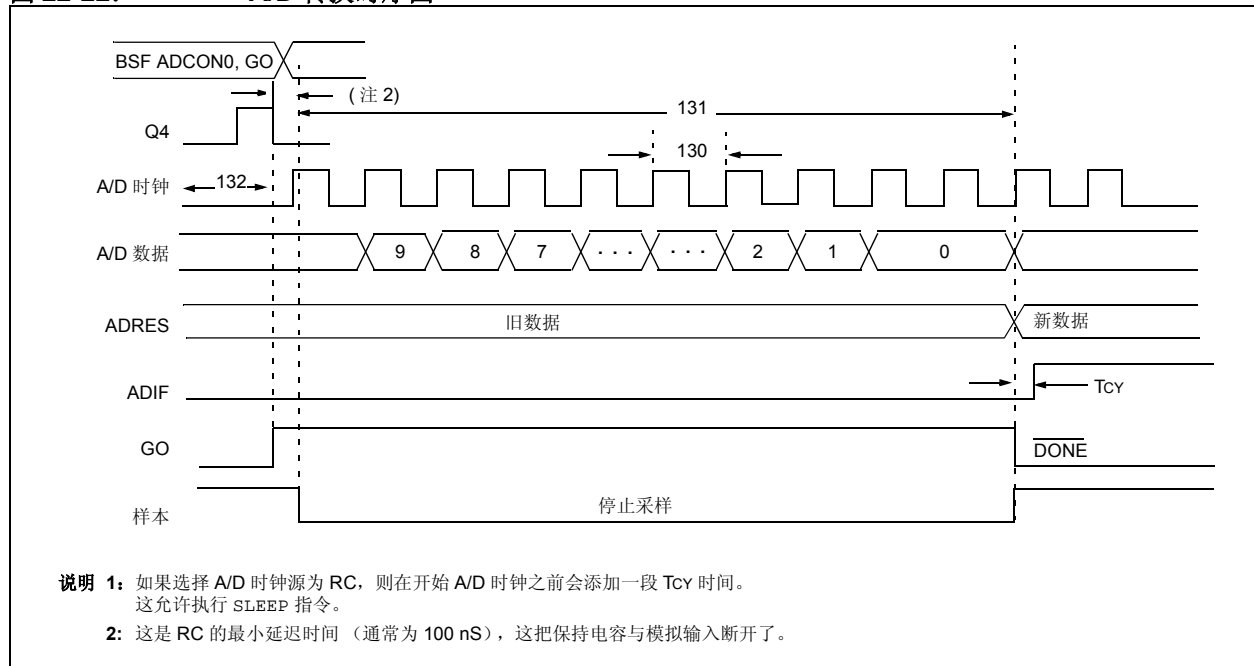 BSF ADCON0, GO
(注 2)
131
Q4
130
A/D 时钟
132
A/D 数据
9 8 7 · · · · · · 2 1 0
ADRES
旧数据
新数据
ADIF
TCY
GO
DONE
样本
停止采样
说明 1: 如果选择 A/D 时钟源为 RC，则在开始 A/D 时钟之前会添加一段 TCY 时间。
这允许执行 SLEEP 指令。
2: 这是 RC 的最小延迟时间 （通常为 100 nS），这把保持电容与模拟输入断开了。